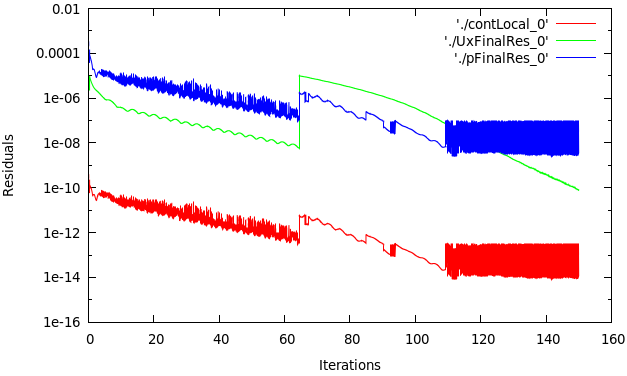 0.01
'./contLocal_0'
'./UxFinalRes_0'
0.0001
'./pFinalRes_0'
1e-06
1e-08
Residuals
1e-10
1e-12
1e-14
1e-16
0 20 40 60 80 100 120 140 160
Iterations